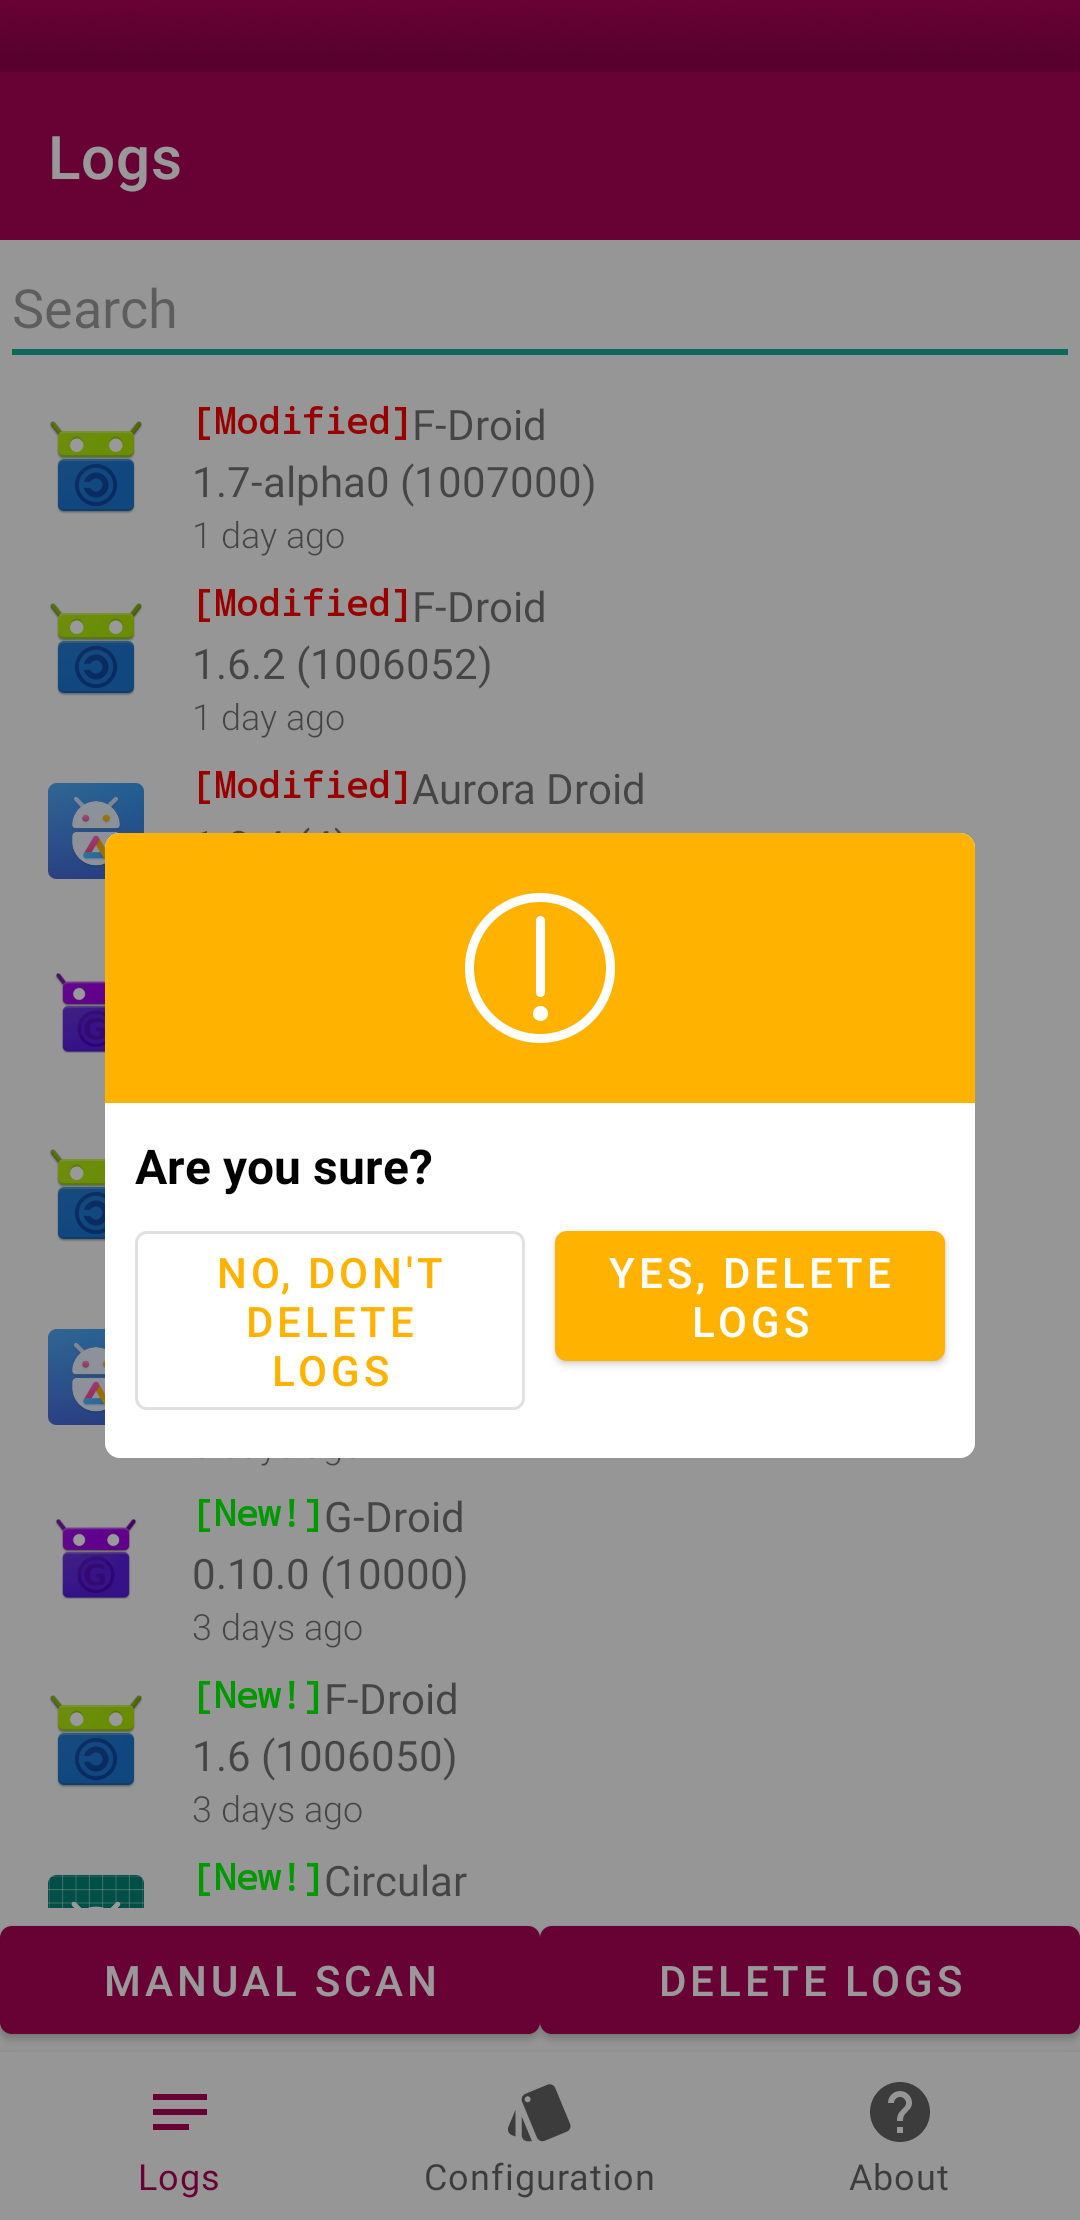 Logs
Search
[Modified]F-Droid
1.7-alpha0 (1007000)
1 day ago
[Modified]F-Droid
1.6.2 (1006052)
1 day ago
[Modified]Aurora Droid
Are you sure?
NO, DON'T
DELETE
LOGS
YES, DELETE
LOGS
[New!]G-Droid
0.10.0 (10000)
3 days ago
[New!]F-Droid
1.6 (1006050)
3 days ago
[New!]Circular
MANUAL SCAN
DELETE LOGS
Logs
Configuration
About